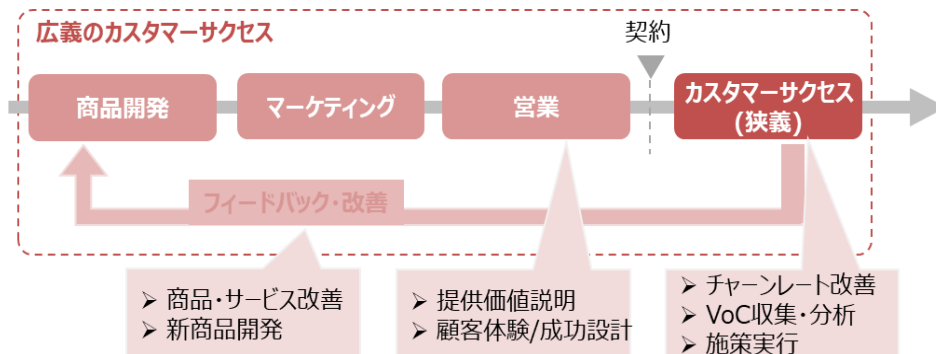 広義のカスタマーサクセス
契約
商品開発
マーケティング
営業
カスタマーサクセス
(狭義)
フィードバック・改善
➢ 商品・サービス改善
➢ 新商品開発
➢ 提供価値説明
➢ 顧客体験/成功設計
➢ チャーンレート改善
➢ VoC収集・分析
➢ 施策実行